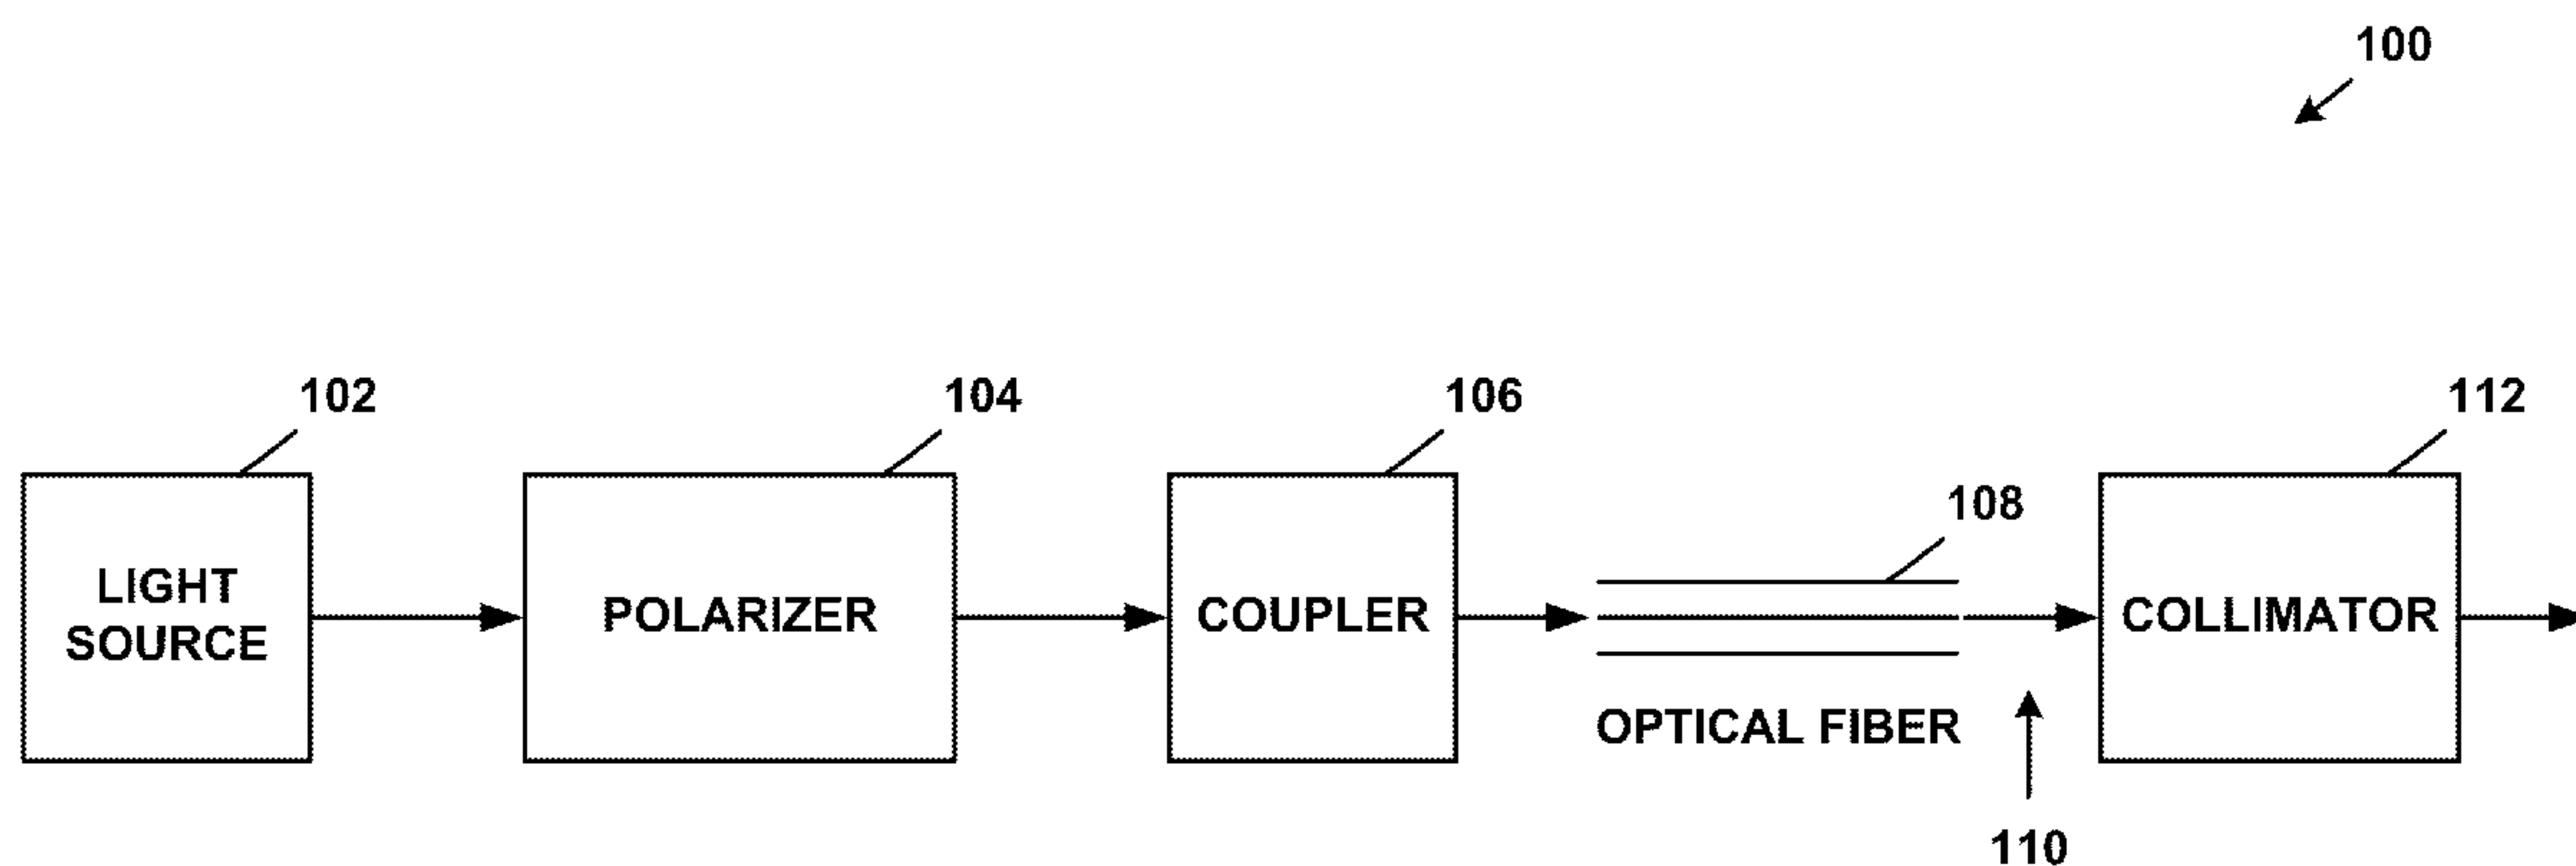 100
102
104
106
112
108
LIGHT
SOURCE
POLARIZER
COUPLER
COLLIMATOR
OPTICAL FIBER
110